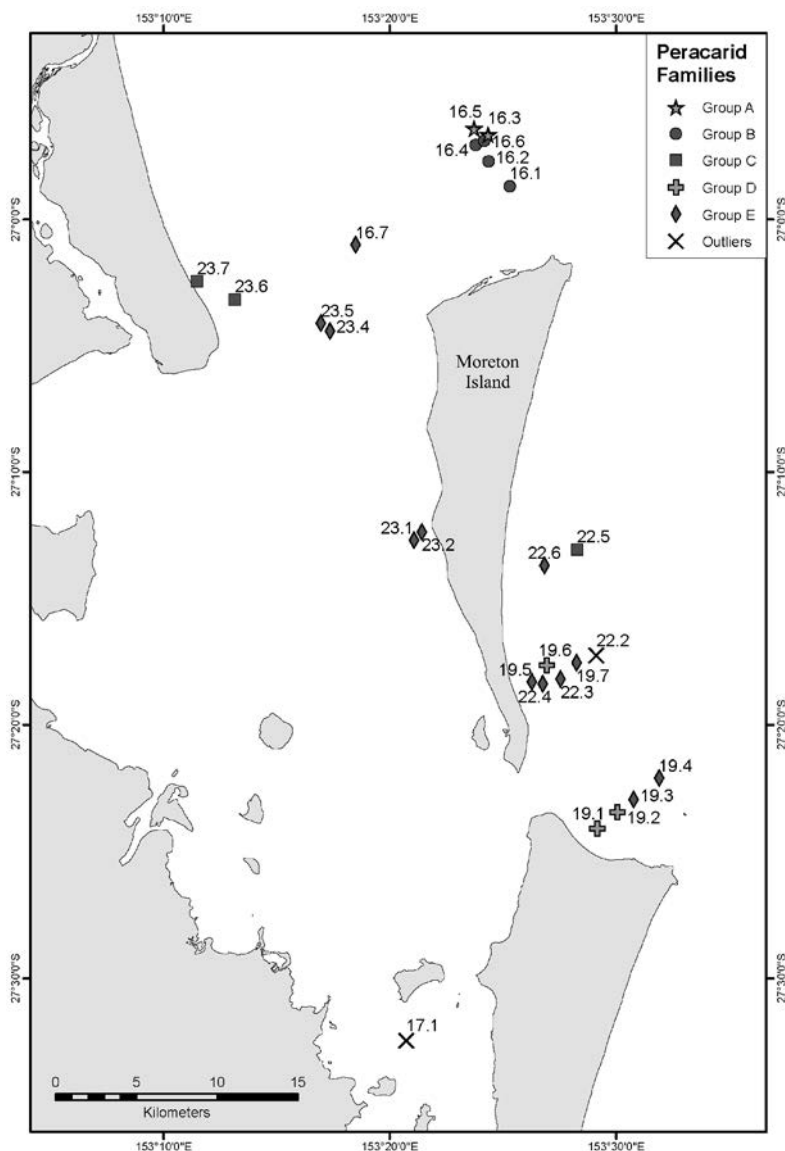 153°10'0"E 153°20'0"E 153°30'0"E
Peracarid
Families
Group A
Group B
Group C
Group D
Group E
Outliers
16.5 16.3
16.4 16.6
16.2
16.1
27°0'0"S 27°0'0"S
16.7
23.7
23.6
23.5
23.4
Moreton
Island
27°10'0"S 27°10'0"S
23.1
23.2
22.5
22.6
22.2
19.6
19.5 19.7
22.3
22.4
27°20'0"S 27°20'0"S
19.4
19.3
19.1 19.2
27°30'0"S 27°30'0"S
17.1
0 5 10 15
Kilometers
153°10'0"E 153°20'0"E 153°30'0"E